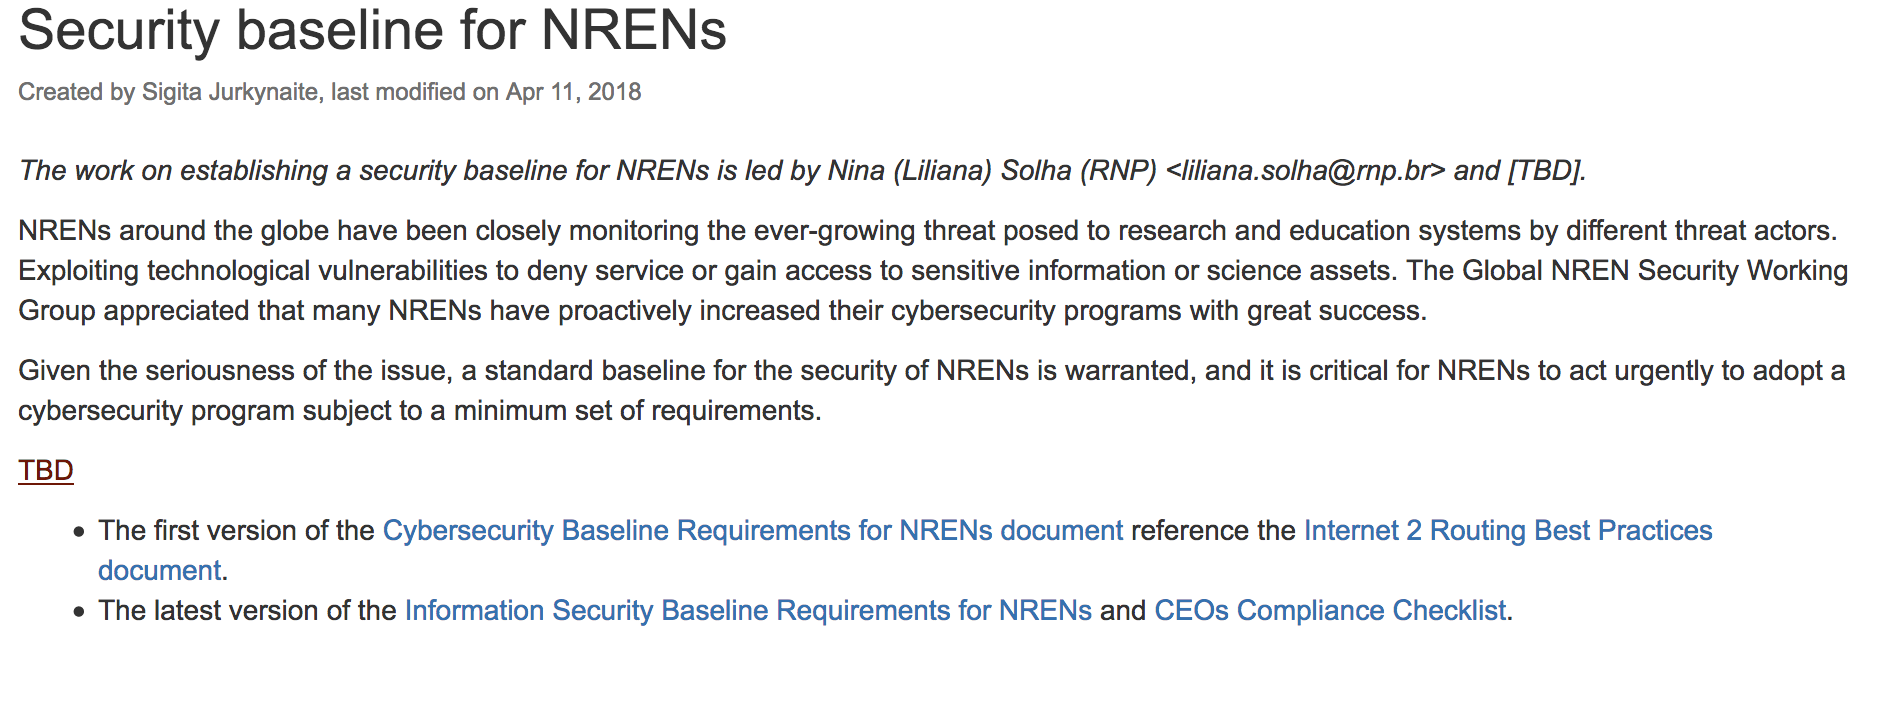 Security baseline for NRENs
Created by Sigita Jurkynaite, last modified on Apr 11, 2018
The work on establishing a security baseline for NRENs is led by Nina (Liliana) Solha (RNP) <liliana.solha@rnp.br> and [TBD].
NRENs around the globe have been closely monitoring the ever-growing threat posed to research and education systems by different threat actors.
Exploiting technological vulnerabilities to deny service or gain access to sensitive information or science assets. The Global NREN Security Working
Group appreciated that many NRENs have proactively increased their cybersecurity programs with great success.
Given the seriousness of the issue, a standard baseline for the security of NRENs is warranted, and it is critical for NRENs to act urgently to adopt a
cybersecurity program subject to a minimum set of requirements.
TBD
• The first version of the Cybersecurity Baseline Requirements for NRENs document reference the Internet 2 Routing Best Practices
document.
• The latest version of the Information Security Baseline Requirements for NRENs and CEOs Compliance Checklist.